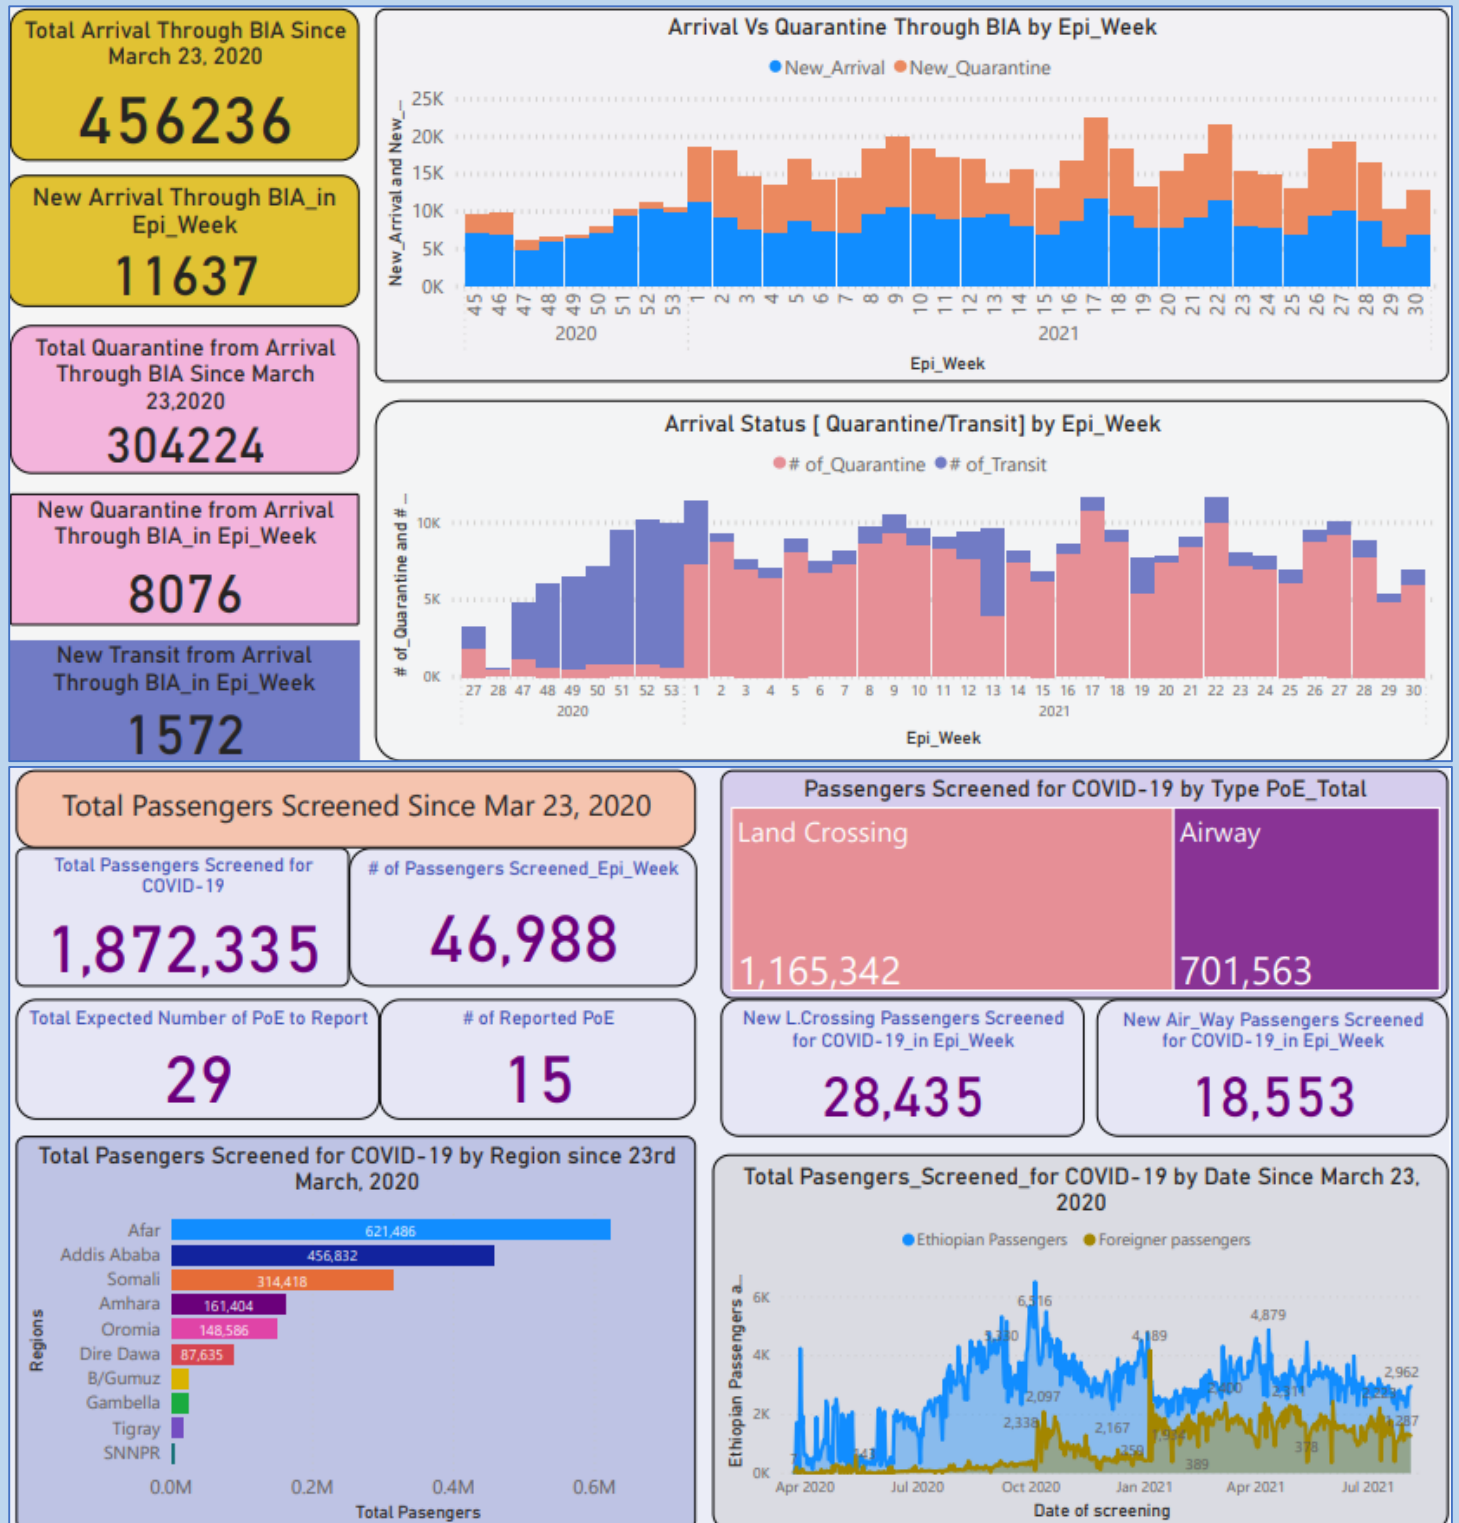 Total Arrival Through BIA Since
March 23, 2020
456236
New Arrival Through BIA_in
Epi_Week
11637
Total Quarantine from Arrival
Through BIA Since March
23,2020
304224
New Quarantine from Arrival
Through BIA_in Epi_Week
8076
New Transit from Arrival
Through BIA_in Epi_Week
1572
Arrival Vs Quarantine Through BIA by Epi_Week
New_Arrival New_Quarantine
New_Arrival and New_...
25K
20K
15K
10K
5K
0K
45 46 47 48 49 50 51 52 53 1 2 3 4 5 6 7 8 9 10 11 12 13 14 15 16 17 18 19 20 21 22 23 24 25 26 27 28 29 30
2020 2021
Epi_Week
Arrival Status [ Quarantine/Transit] by Epi_Week
# of_Quarantine # of_Transit
# of_Quarantine and # ...
10K
5K
0K
27 28 47 48 49 50 51 52 53 1 2 3 4 5 6 7 8 9 10 11 12 13 14 15 16 17 18 19 20 21 22 23 24 25 26 27 28 29 30
2020 2021
Epi_Week
Total Passengers Screened Since Mar 23, 2020
Total Passengers Screened for
COVID-19
1,872,335
# of Passengers Screened_Epi_Week
46,988
Total Expected Number of PoE to Report
29
# of Reported PoE
15
Passengers Screened for COVID-19 by Type PoE_Total
Land Crossing
1,165,342
Airway
701,563
New L.Crossing Passengers Screened
for COVID-19_in Epi_Week
28,435
New Air_Way Passengers Screened
for COVID-19_in Epi_Week
18,553
Total Pasengers Screened for COVID-19 by Region since 23rd
March, 2020
Regions
Afar 621,486
Addis Ababa 456,832
Somali 314,418
Amhara 161,404
Oromia 148,586
Dire Dawa 87,635
B/Gumuz
Gambella
Tigray
SNNPR
0.0M 0.2M 0.4M 0.6M
Total Pasengers
Total Pasengers_Screened_for COVID-19 by Date Since March 23,
2020
Ethiopian Passengers Foreigner passengers
Ethiopian Passengers a...
6K
4K
2K
0K
6,516
4,189
4,879
2,962
2,097
2,338
2,167
259
389
378
Apr 2020 Jul 2020 Oct 2020 Jan 2021 Apr 2021 Jul 2021
Date of screening